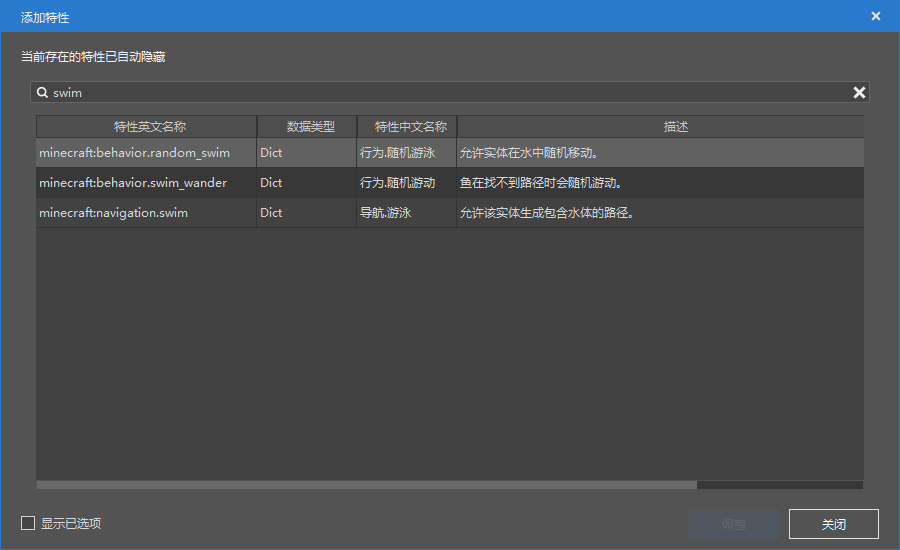 添加特性
当前存在的特性已自动隐藏
swim
特性英文名称 数据类型 特性中文名称 描述
minecraft:behavior.random_swim Dict 行为.随机游泳 允许实体在水中随机移动。
minecraft:behavior.swim_wander Dict 行为.随机游动 鱼在找不到路径时会随机游动。
minecraft:navigation.swim Dict 导航.游泳 允许该实体生成包含水体的路径。
显示已选项 调整 关闭